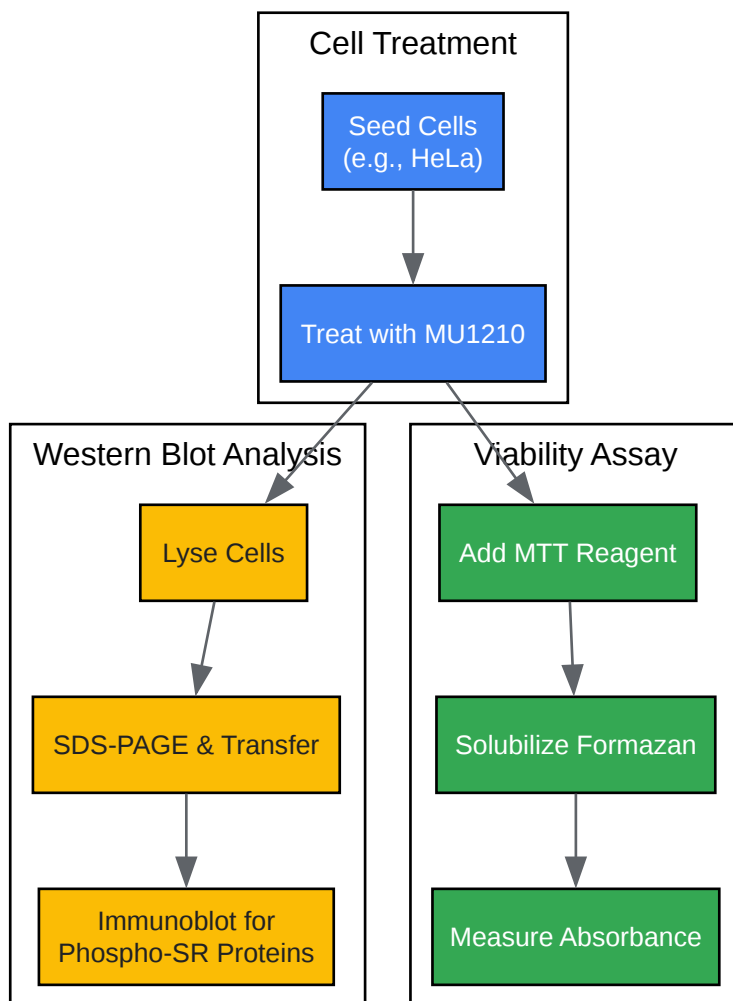 Cell Treatment
Seed Cells
(e.g., HeLa)
Treat with MU1210
Western Blot Analysis
Lyse Cells
SDS-PAGE & Transfer
Immunoblot for
Phospho-SR Proteins
Viability Assay
Add MTT Reagent
Solubilize Formazan
Measure Absorbance